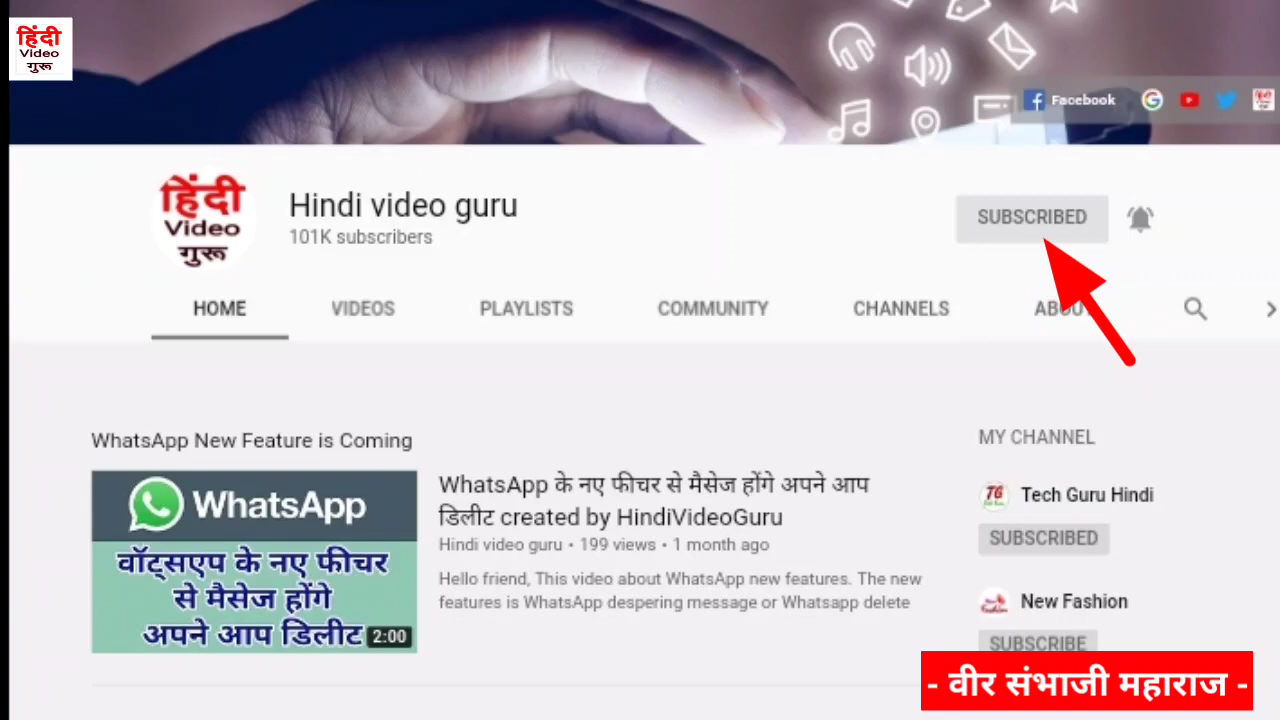 हिंदी
Video
गुरू
Facebook
हिंदी
Video
गुरू
Hindi video guru
101K subscribers
SUBSCRIBED
HOME
VIDEOS
PLAYLISTS
COMMUNITY
CHANNELS
WhatsApp New Feature is Coming
WhatsApp
वॉट्सएप के नए फीचर
से मैसेज होंगे
अपने आप डिलीट
2:00
WhatsApp के नए फीचर से मैसेज होंगे अपने आप
डिलीट created by HindiVideoGuru
Hindi video guru • 199 views • 1 month ago
Hello friend, This video about WhatsApp new features. The new
features is WhatsApp despering message or Whatsapp delete
MY CHANNEL
TG
Tech Guru Hindi
SUBSCRIBED
New Fashion
SUBSCRIBE
- वीर संभाजी महाराज -